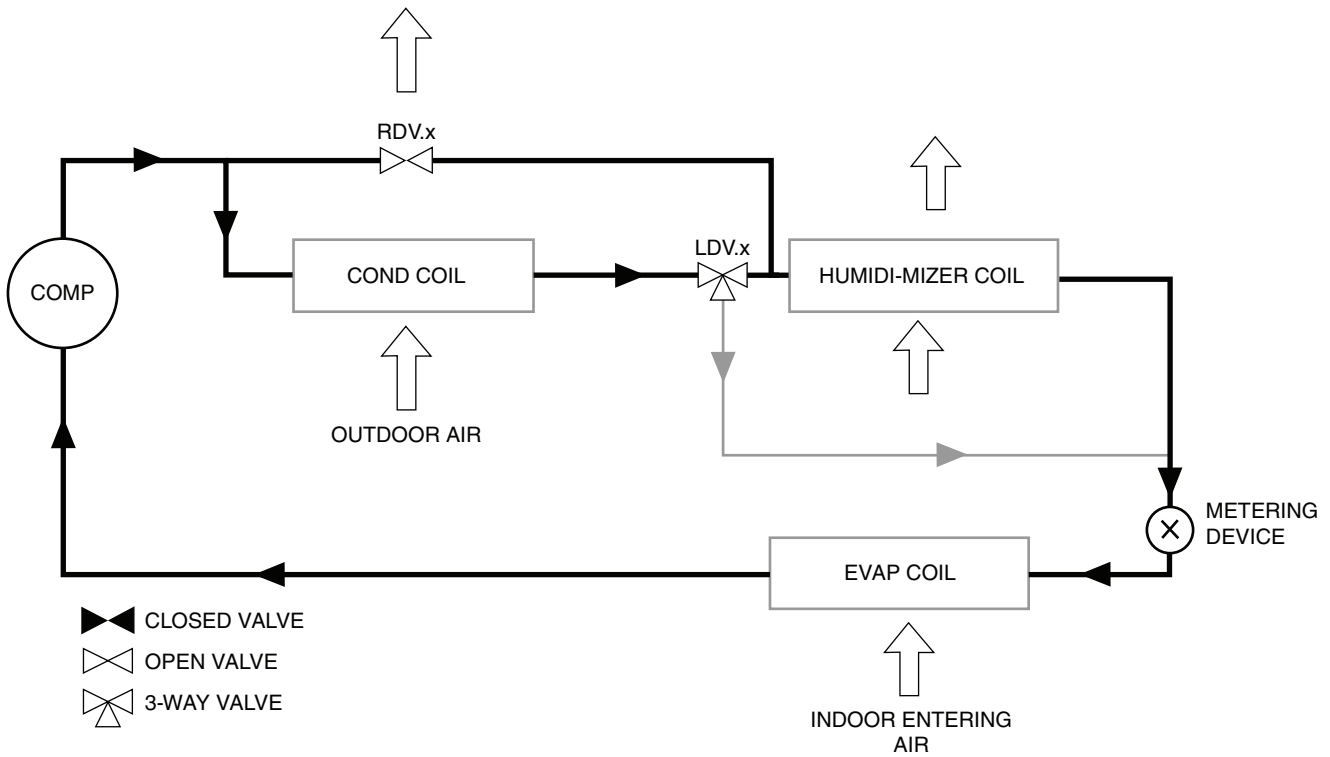 RDV.x
LDV.x
COMP
COND COIL
HUMIDI-MIZER COIL
OUTDOOR AIR
METERING
DEVICE
EVAP COIL
CLOSED VALVE
OPEN VALVE
3-WAY VALVE
INDOOR ENTERING
AIR